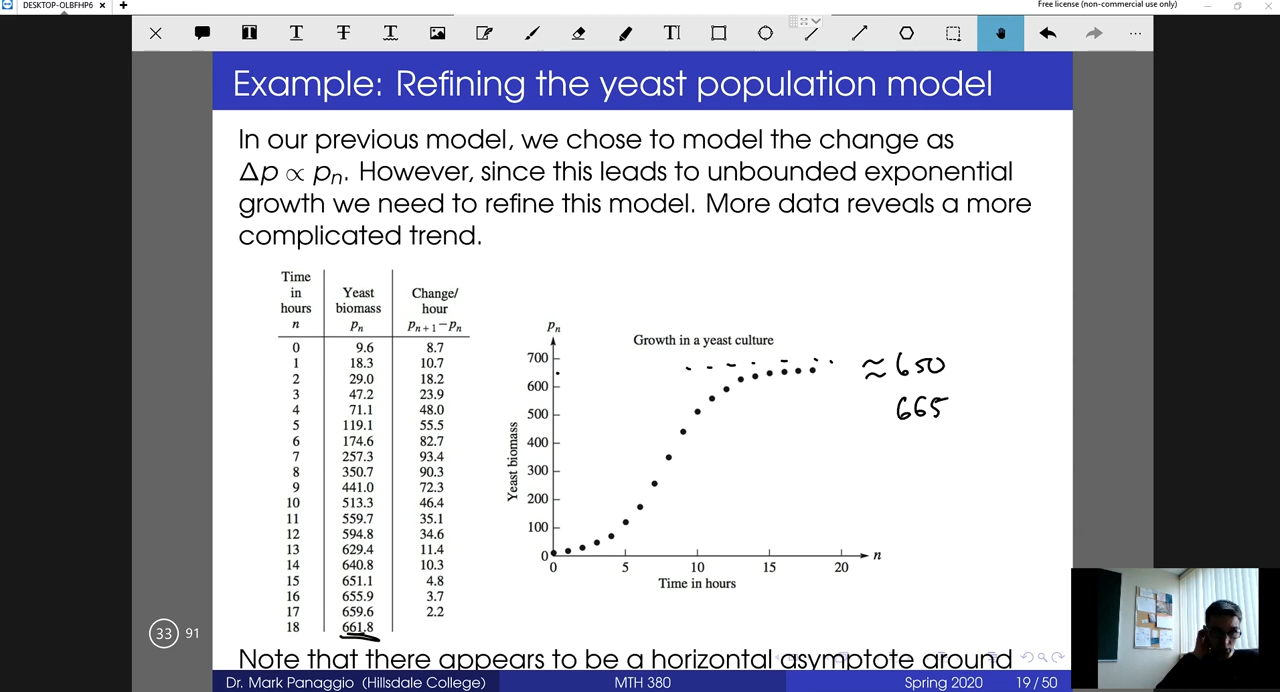 DESKTOP-OLBFHP6 × +
Free license (non-commercial use only)
Example: Refining the yeast population model
In our previous model, we chose to model the change as
Δp ∝ pn. However, since this leads to unbounded exponential
growth we need to refine this model. More data reveals a more
complicated trend.
Time
in Yeast Change/
hours biomass hour
n pn pn+1−pn
0 9.6 8.7
1 18.3 10.7
2 29.0 18.2
3 47.2 23.9
4 71.1 48.0
5 119.1 55.5
6 174.6 82.7
7 257.3 93.4
8 350.7 90.3
9 441.0 72.3
10 513.3 46.4
11 559.7 35.1
12 594.8 34.6
13 629.4 11.4
14 640.8 10.3
15 651.1 4.8
16 655.9 3.7
17 659.6 2.2
18 661.8
pn
Growth in a yeast culture
700
600
500
400
300
200
100
0
Yeast biomass
0 5 10 15 20 n
Time in hours
≈650
665
Note that there appears to be a horizontal asymptote around
33 91
Dr. Mark Panaggio (Hillsdale College) MTH 380 Spring 2020 19 / 50